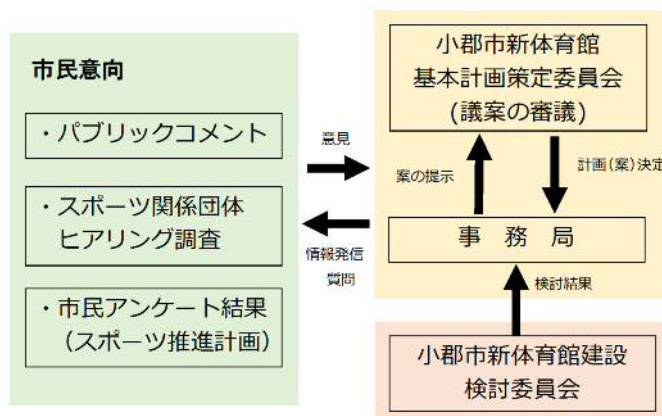 市民意向
・パブリックコメント
・スポーツ関係団体
ヒアリング調査
・市民アンケート結果
（スポーツ推進計画）
意見
情報発信
質問
小郡市新体育館
基本計画策定委員会
(議案の審議)
案の提示
計画(案)決定
事 務 局
検討結果
小郡市新体育館建設
検討委員会